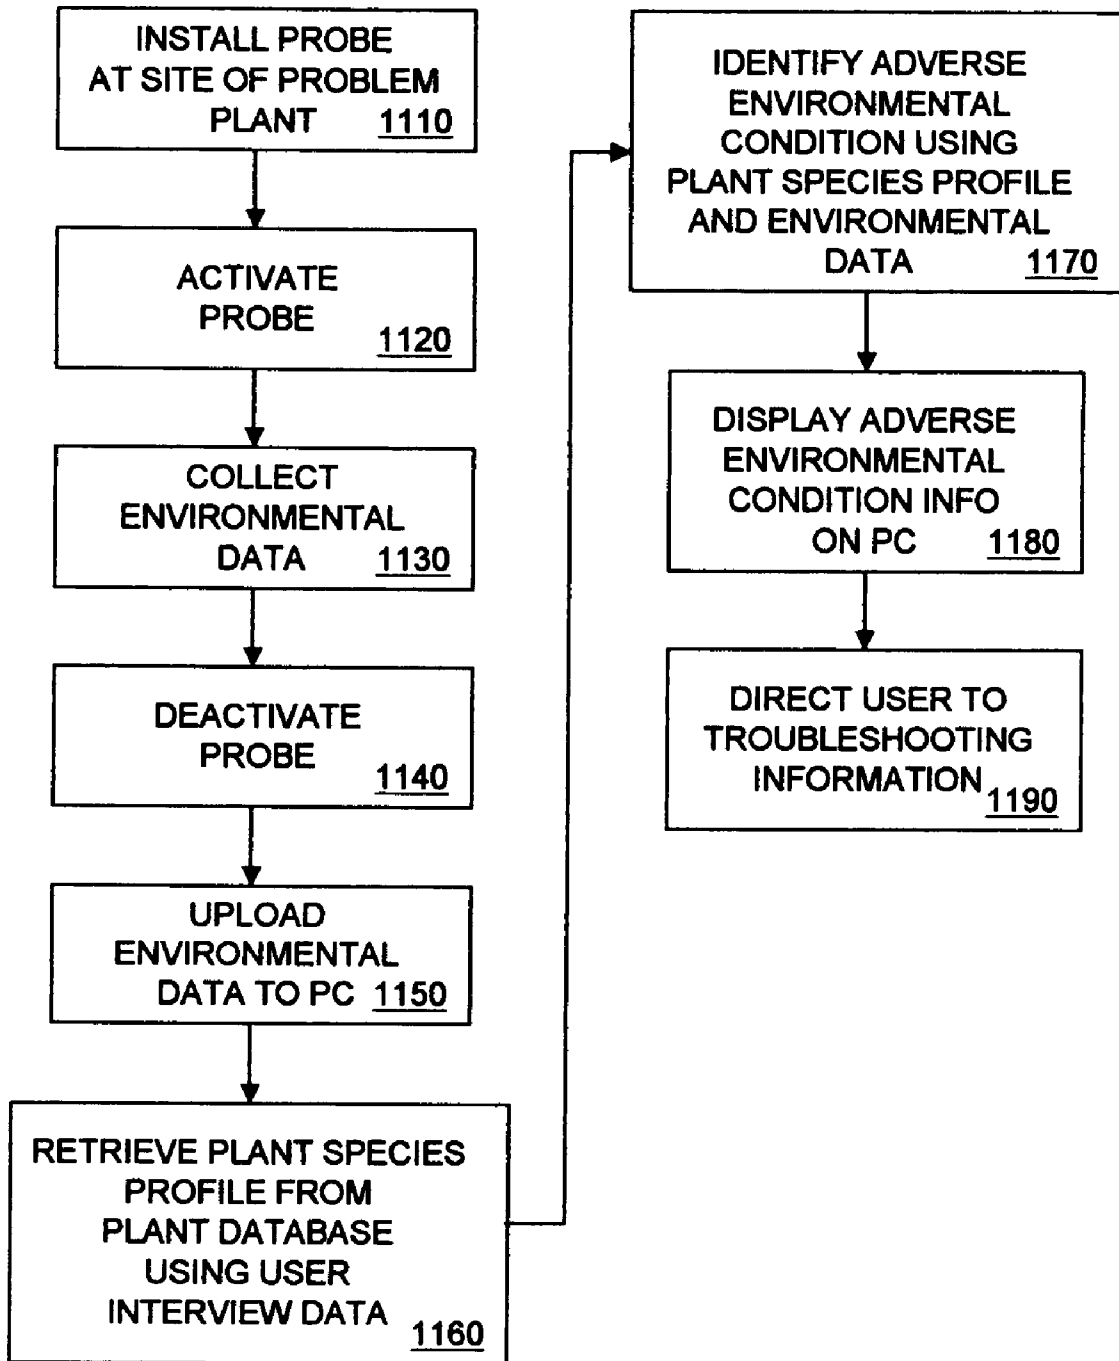 INSTALL PROBE
AT SITE OF PROBLEM
PLANT 1110
ACTIVATE
PROBE
1120
COLLECT
ENVIRONMENTAL
DATA 1130
DEACTIVATE
PROBE
1140
UPLOAD
ENVIRONMENTAL
DATA TO PC 1150
RETRIEVE PLANT SPECIES
PROFILE FROM
PLANT DATABASE
USING USER
INTERVIEW DATA
1160
IDENTIFY ADVERSE
ENVIRONMENTAL
CONDITION USING
PLANT SPECIES PROFILE
AND ENVIRONMENTAL
DATA 1170
DISPLAY ADVERSE
ENVIRONMENTAL
CONDITION INFO
ON PC 1180
DIRECT USER TO
TROUBLESHOOTING
INFORMATION
1190